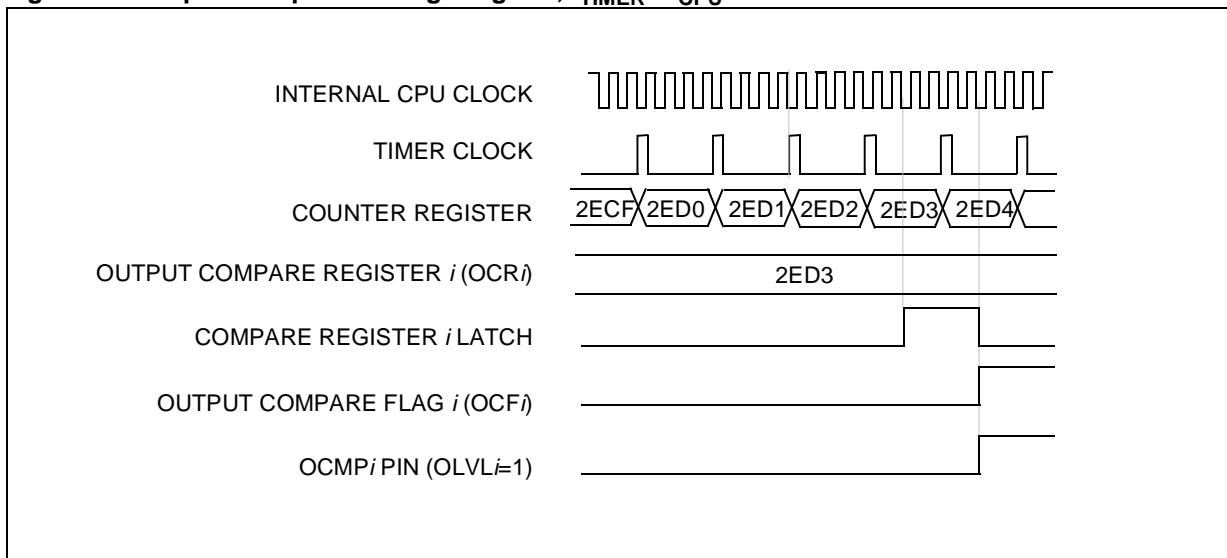 INTERNAL CPU CLOCK
TIMER CLOCK
COUNTER REGISTER
2ECF 2ED0 2ED1 2ED2 2ED3 2ED4
OUTPUT COMPARE REGISTER i (OCRi)
2ED3
COMPARE REGISTER i LATCH
OUTPUT COMPARE FLAG i (OCFi)
OCMPi PIN (OLVLi=1)